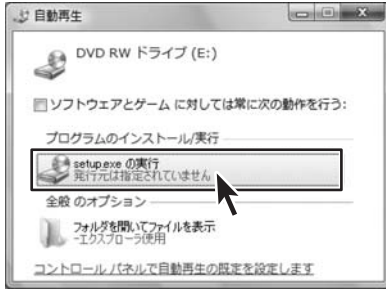 自動再生
DVD RW ドライブ (E:)
ソフトウェアとゲーム に対しては常に次の動作を行う:
プログラムのインストール/実行
setup.exe の実行
発行元は指定されていません
全般 のオプション
フォルダを開いてファイルを表示
-エクスプローラ使用
コントロール パネルで自動再生の既定を設定します